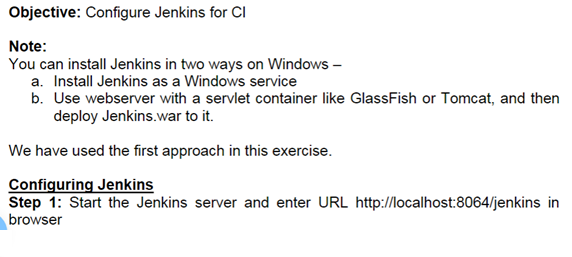 Objective: Configure Jenkins for CI
Note:
You can install Jenkins in two ways on Windows –
a. Install Jenkins as a Windows service
b. Use webserver with a servlet container like GlassFish or Tomcat, and then
deploy Jenkins.war to it.
We have used the first approach in this exercise.
Configuring Jenkins
Step 1: Start the Jenkins server and enter URL http://localhost:8064/jenkins in
browser